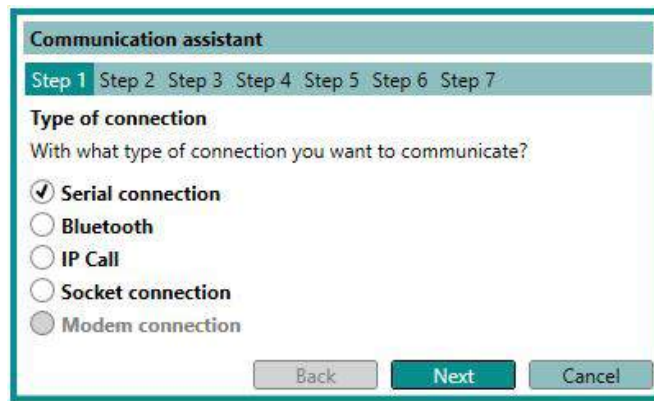 Communication assistant
Step 1 Step 2 Step 3 Step 4 Step 5 Step 6 Step 7
Type of connection
With what type of connection you want to communicate?
Serial connection
Bluetooth
IP Call
Socket connection
Modem connection
Back Next Cancel